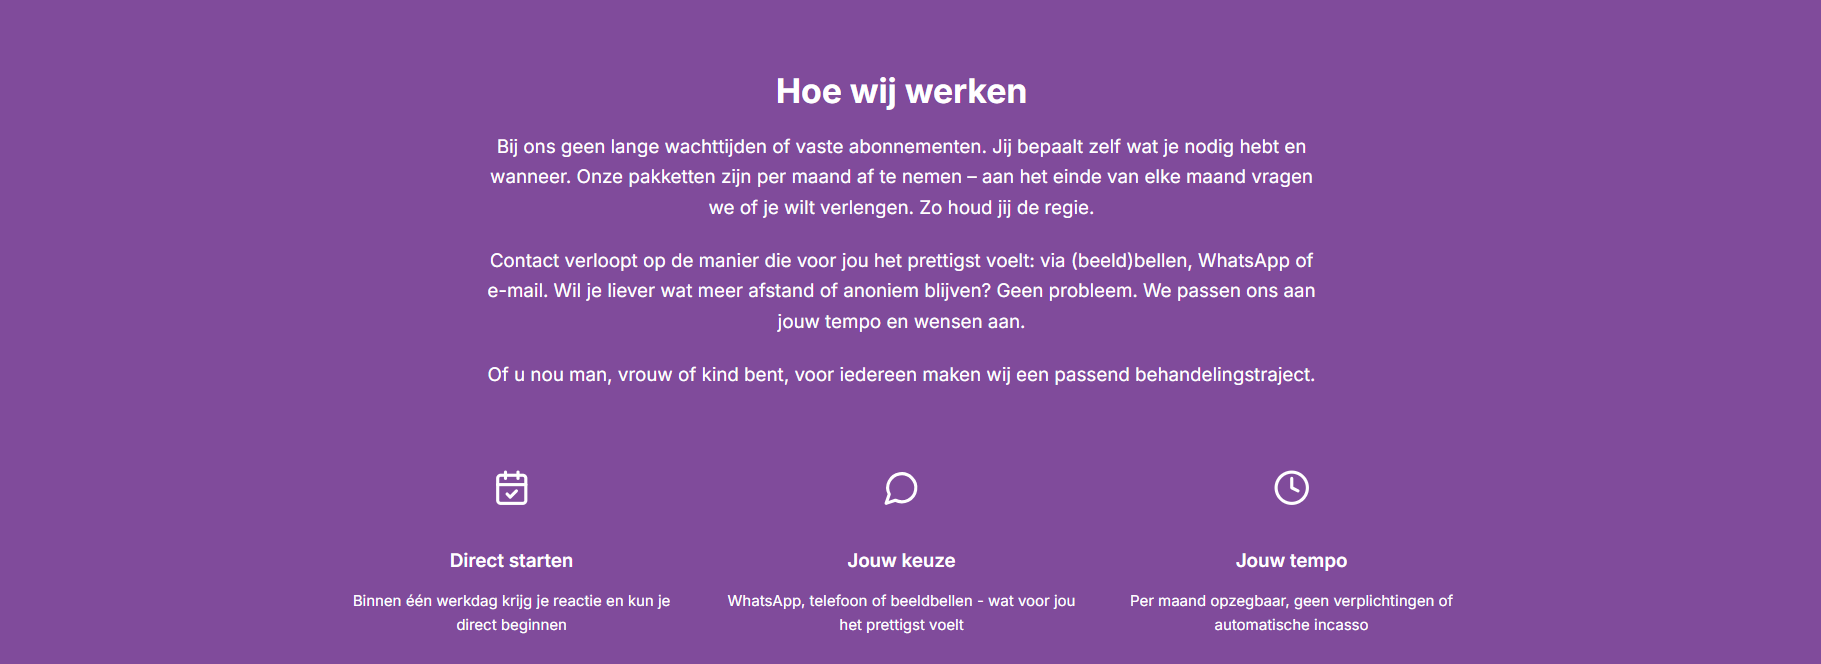 Hoe wij werken
Bij ons geen lange wachttijden of vaste abonnementen. Jij bepaalt zelf wat je nodig hebt en
wanneer. Onze pakketten zijn per maand af te nemen – aan het einde van elke maand vragen
we of je wilt verlengen. Zo houd jij de regie.
Contact verloopt op de manier die voor jou het prettigst voelt: via (beeld)bellen, WhatsApp of
e-mail. Wil je liever wat meer afstand of anoniem blijven? Geen probleem. We passen ons aan
jouw tempo en wensen aan.
Of u nou man, vrouw of kind bent, voor iedereen maken wij een passend behandelingstraject.
Direct starten
Binnen één werkdag krijg je reactie en kun je
direct beginnen
Jouw keuze
WhatsApp, telefoon of beeldbellen - wat voor jou
het prettigst voelt
Jouw tempo
Per maand opzegbaar, geen verplichtingen of
automatische incasso